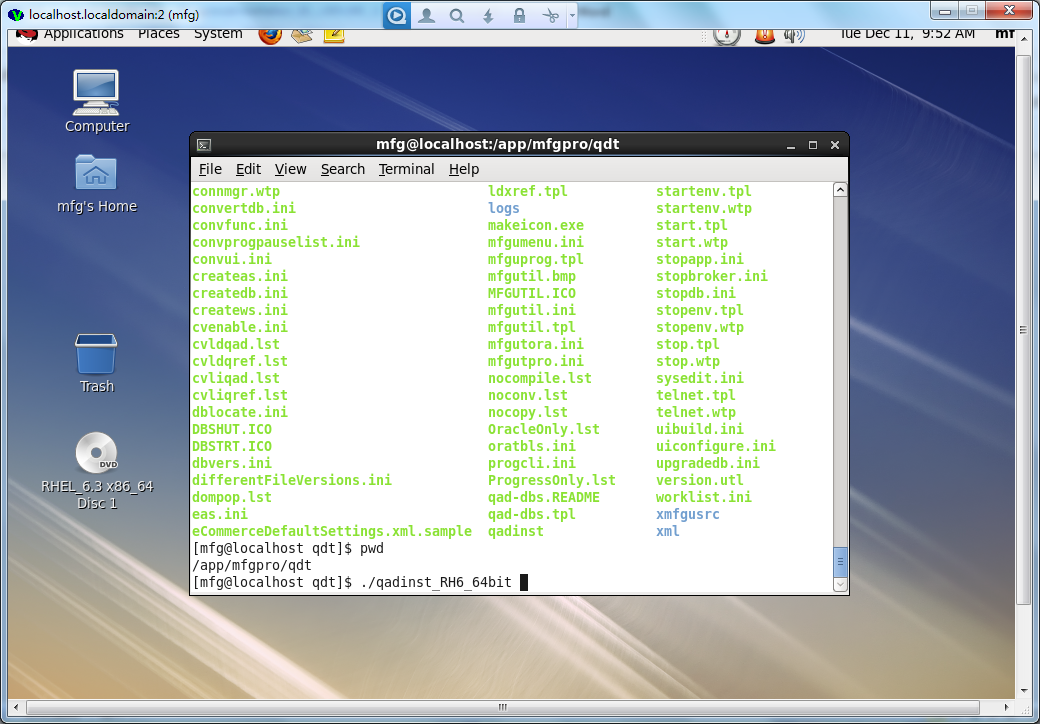 localhost.localdomain:2 (mfg)
Applications Places System
Tue Dec 11, 9:52 AM mf
Computer
mfg's Home
Trash
DVD
RHEL_6.3 x86_64
Disc 1
mfg@localhost:/app/mfgpro/qdt
File Edit View Search Terminal Help
connmgr.wtp ldxref.tpl startenv.tpl
convertdb.ini logs startenv.wtp
convfunc.ini makeicon.exe start.tpl
convprogpauselist.ini mfgumenu.ini start.wtp
convui.ini mfguprog.tpl stopapp.ini
createas.ini mfgutil.bmp stopbroker.ini
createdb.ini MFGUTIL.ICO stopdb.ini
createws.ini mfgutil.ini stopenv.tpl
cvenable.ini mfgutil.tpl stopenv.wtp
cvldqad.lst mfgutora.ini stop.tpl
cvldqref.lst mfgutpro.ini stop.wtp
cvliqad.lst nocompile.lst sysedit.ini
cvliqref.lst noconv.lst telnet.tpl
dblocate.ini nocopy.lst telnet.wtp
DBSHUT.ICO OracleOnly.lst uibuild.ini
DBSTRT.ICO oratbls.ini uiconfigure.ini
dbvers.ini progcli.ini upgradedb.ini
differentFileVersions.ini ProgressOnly.lst version.utl
dompop.lst qad-dbs.README worklist.ini
eas.ini qad-dbs.tpl xmfgusrc
eCommerceDefaultSettings.xml.sample qadinst xml
[mfg@localhost qdt]$ pwd
/app/mfgpro/qdt
[mfg@localhost qdt]$ ./qadinst_RH6_64bit